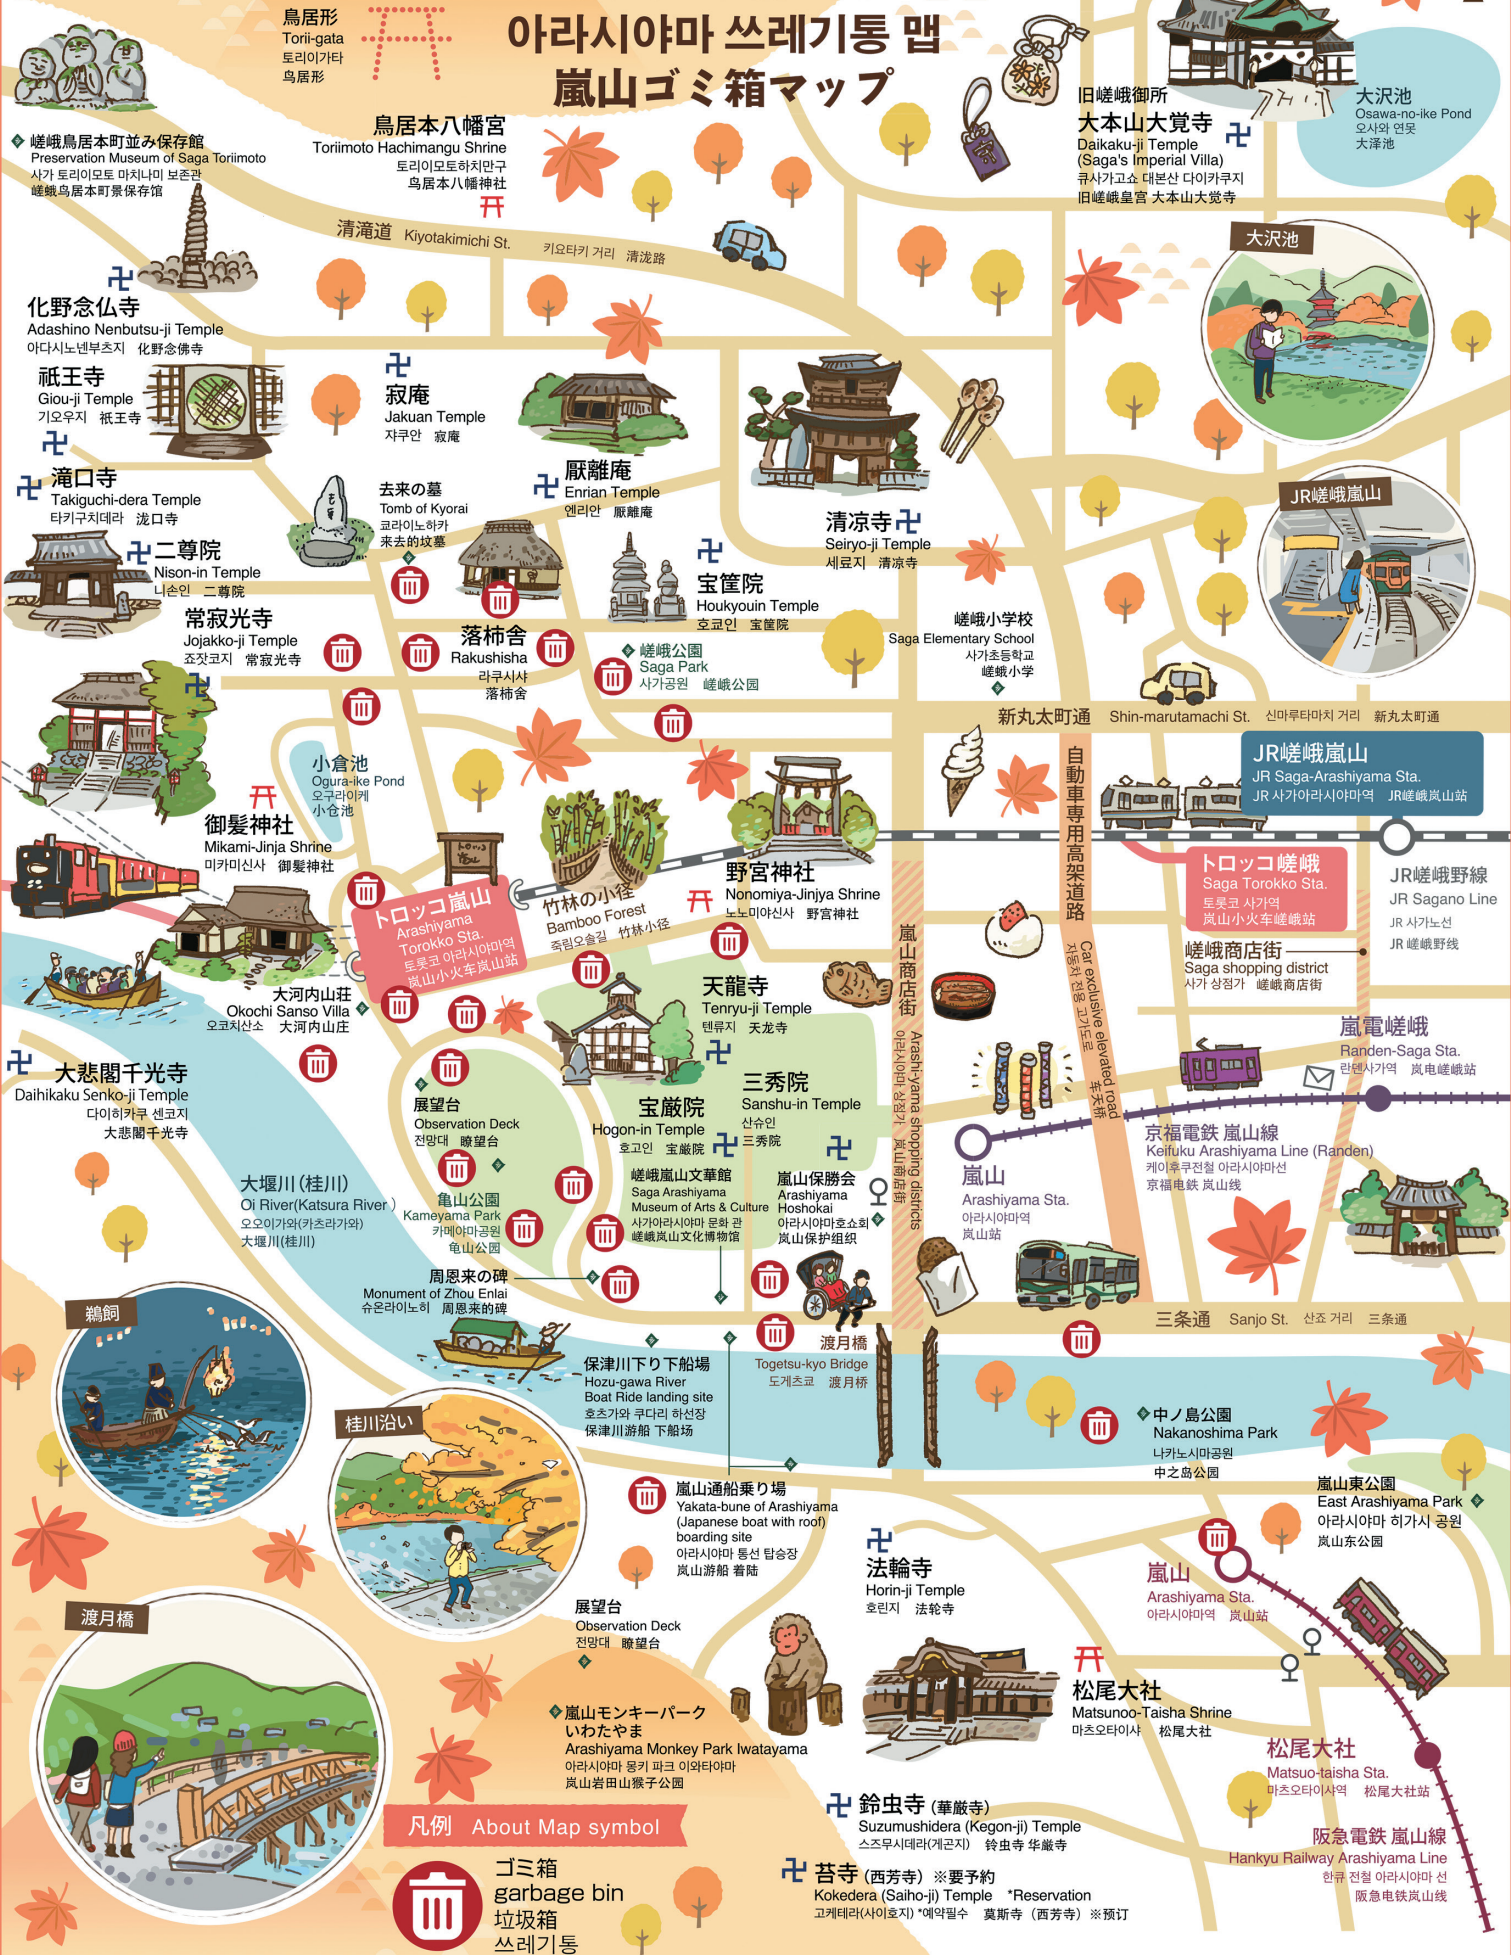 鳥居形
Torii-gata
토리이가타
鸟居形
아라시야마 쓰레기통 맵
嵐山ゴミ箱マップ
旧嵯峨御所
大本山大覚寺
Daikaku-ji Temple
(Saga's Imperial Villa)
큐사가고쇼 대본산 다이카쿠지
旧嵯峨皇宮 大本山大覚寺
大沢池
Osawa-no-ike Pond
오사와 연못
大泽池
嵯峨鳥居本町並み保存館
Preservation Museum of Saga Toriimoto
사가 토리이모토 마치나미 보존관
嵯峨鸟居本町景保存馆
鳥居本八幡宮
Toriimoto Hachimangu Shrine
토리이모토하치만구
鸟居本八幡神社
清滝道 Kiyotakimichi St. 키요타키 거리 清泷路
大沢池
化野念仏寺
Adashino Nenbutsu-ji Temple
아다시노넨부츠지 化野念佛寺
祇王寺
Giou-ji Temple
기오우지 祇王寺
寂庵
Jakuan Temple
쟈쿠안 寂庵
滝口寺
Takiguchi-dera Temple
타키구치데라 泷口寺
去来の墓
Tomb of Kyorai
쿄라이노하카
来去的坟墓
厭離庵
Enrian Temple
엔리안 厭離庵
清凉寺
Seiryo-ji Temple
세료지 清凉寺
JR嵯峨嵐山
二尊院
Nison-in Temple
니손인 二尊院
宝筐院
Houkyouin Temple
호쿄인 宝筐院
常寂光寺
Jojakko-ji Temple
죠잣코지 常寂光寺
落柿舎
Rakushisha
라쿠시샤
落柿舍
嵯峨公園
Saga Park
사가공원 嵯峨公园
嵯峨小学校
Saga Elementary School
사가초등학교
嵯峨小学
新丸太町通 Shin-marutamachi St. 신마루타마치 거리 新丸太町通
小倉池
Ogura-ike Pond
오구라이케
小仓池
自動車専用高架道路
Car exclusive elevated road
자동차 전용 고가도로 车天桥
JR嵯峨嵐山
JR Saga-Arashiyama Sta.
JR 사가아라시야마역 JR嵯峨岚山站
御髪神社
Mikami-Jinja Shrine
미카미신사 御髪神社
トロッコ嵐山
トロッコ嵐山
Arashiyama
Torokko Sta.
토롯코 아라시야마역
岚山小火车岚山站
竹林の小径
Bamboo Forest
죽림오솔길 竹林小径
野宮神社
Nonomiya-Jinjya Shrine
노노미야신사 野宫神社
トロッコ嵯峨
Saga Torokko Sta.
토롯코 사가역
岚山小火车嵯峨站
JR嵯峨野線
JR Sagano Line
JR 사가노선
JR 嵯峨野线
嵯峨商店街
Saga shopping district
사가 상점가 嵯峨商店街
嵐山商店街
Arashi-yama shopping districts
아라시야마 상점가 岚山商店街
大河内山荘
Okochi Sanso Villa
오코치산소 大河内山庄
天龍寺
Tenryu-ji Temple
텐류지 天龙寺
嵐電嵯峨
Randen-Saga Sta.
란덴사가역 岚电嵯峨站
大悲閣千光寺
Daihikaku Senko-ji Temple
다이히카쿠 센코지
大悲閣千光寺
展望台
Observation Deck
전망대 瞭望台
宝厳院
Hogon-in Temple
호고인 宝厳院
三秀院
Sanshu-in Temple
산슈인
三秀院
京福電鉄 嵐山線
Keifuku Arashiyama Line (Randen)
케이후쿠전철 아라시야마선
京福电鉄 岚山线
嵐山
Arashiyama Sta.
아라시야마역
岚山站
大堰川(桂川)
Oi River(Katsura River)
오오이가와(카츠라가와)
大堰川(桂川)
亀山公園
Kameyama Park
카메야마공원
龟山公园
嵯峨嵐山文華館
Saga Arashiyama
Museum of Arts & Culture
사가아라시야마 문화 관
嵯峨岚山文化博物馆
嵐山保勝会
Arashiyama
Hoshokai
아라시야마호쇼회
岚山保护组织
周恩来の碑
Monument of Zhou Enlai
슈온라이노히 周恩来的碑
鵜飼
三条通 Sanjo St. 산죠 거리 三条通
渡月橋
Togetsu-kyo Bridge
도게츠쿄 渡月桥
保津川下り下船場
Hozu-gawa River
Boat Ride landing site
호츠가와 쿠다리 하선장
保津川游船 下船场
桂川沿い
中ノ島公園
Nakanoshima Park
나카노시마공원
中之岛公园
嵐山通船乗り場
Yakata-bune of Arashiyama
(Japanese boat with roof)
boarding site
아라시야마 통선 탑승장
岚山游船 着陆
嵐山東公園
East Arashiyama Park
아라시야마 히가시 공원
岚山东公园
法輪寺
Horin-ji Temple
호린지 法轮寺
嵐山
Arashiyama Sta.
아라시야마역 岚山站
渡月橋
展望台
Observation Deck
전망대 瞭望台
松尾大社
Matsunoo-Taisha Shrine
마츠오타이샤 松尾大社
嵐山モンキーパーク
いわたやま
Arashiyama Monkey Park Iwatayama
아라시야마 몽키 파크 이와타야마
岚山岩田山猴子公园
松尾大社
Matsuo-taisha Sta.
마츠오타이샤역 松尾大社站
鈴虫寺 (華厳寺)
Suzumushidera (Kegon-ji) Temple
스즈무시데라(게곤지) 铃虫寺 华厳寺
阪急電鉄 嵐山線
Hankyu Railway Arashiyama Line
한큐 전철 아라시야마 선
阪急电铁岚山线
苔寺 (西芳寺) ※要予約
Kokedera (Saiho-ji) Temple *Reservation
고케테라(사이호지) *예약필수 莫斯寺 (西芳寺) ※预订
凡例 About Map symbol
ゴミ箱
garbage bin
垃圾箱
쓰레기통